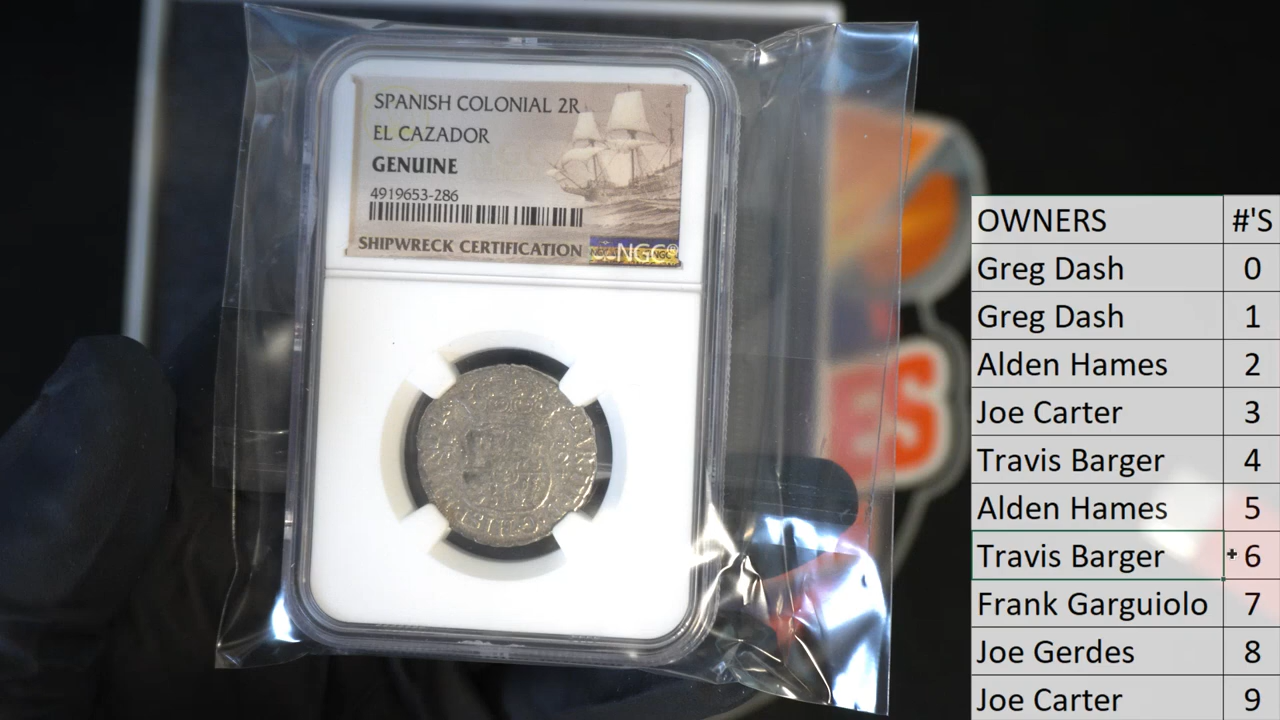 SPANISH COLONIAL 2R
EL CAZADOR
GENUINE
4919653-286
SHIPWRECK CERTIFICATION NGC
ES
OWNERS #'S
Greg Dash 0
Greg Dash 1
Alden Hames 2
Joe Carter 3
Travis Barger 4
Alden Hames 5
Travis Barger 6
Frank Garguiolo 7
Joe Gerdes 8
Joe Carter 9